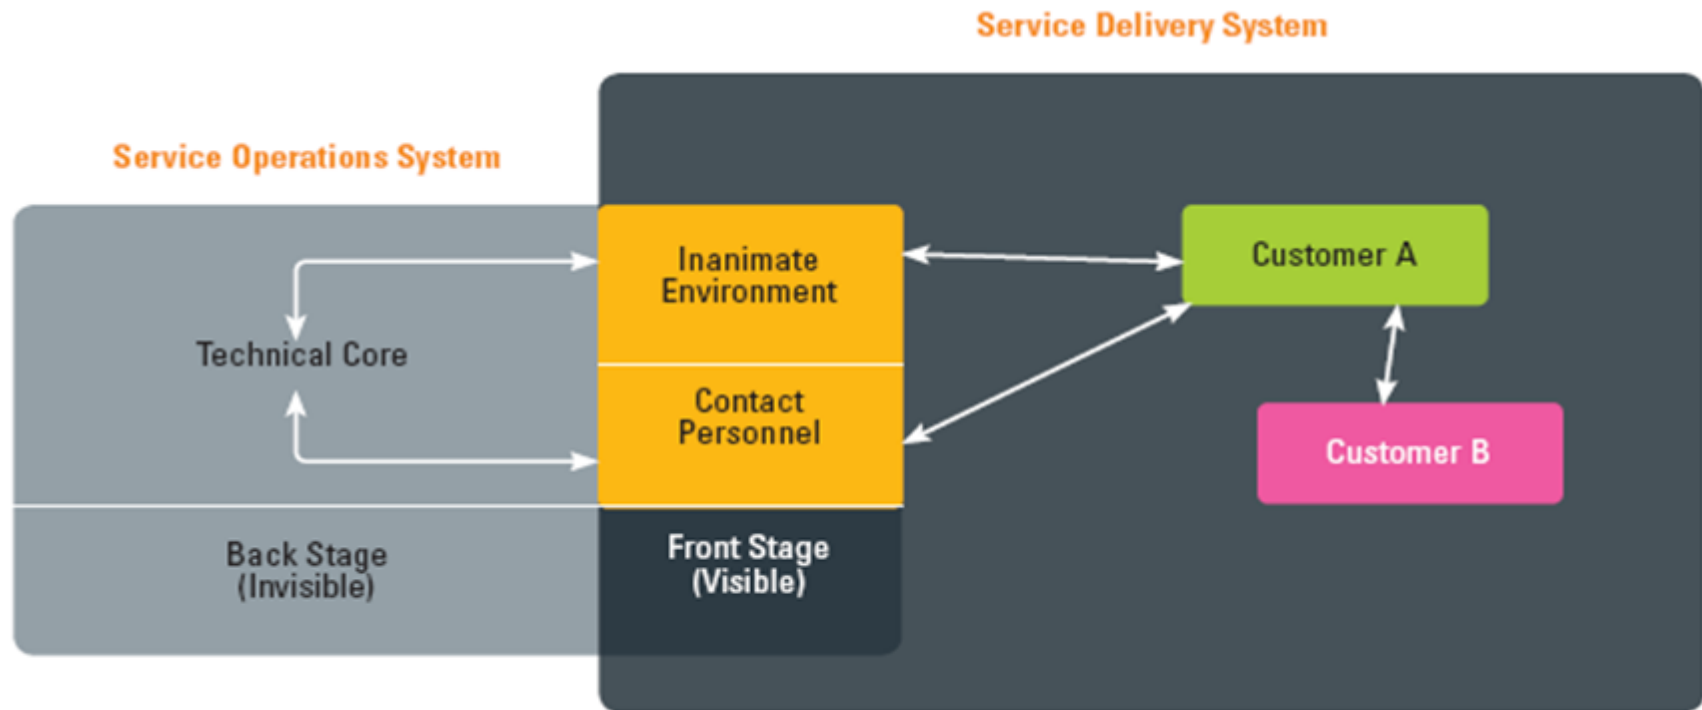 Service Delivery System
Service Operations System
Inanimate
Environment
Customer A
Technical Core
Contact
Personnel
Customer B
Back Stage
(Invisible)
Front Stage
(Visible)